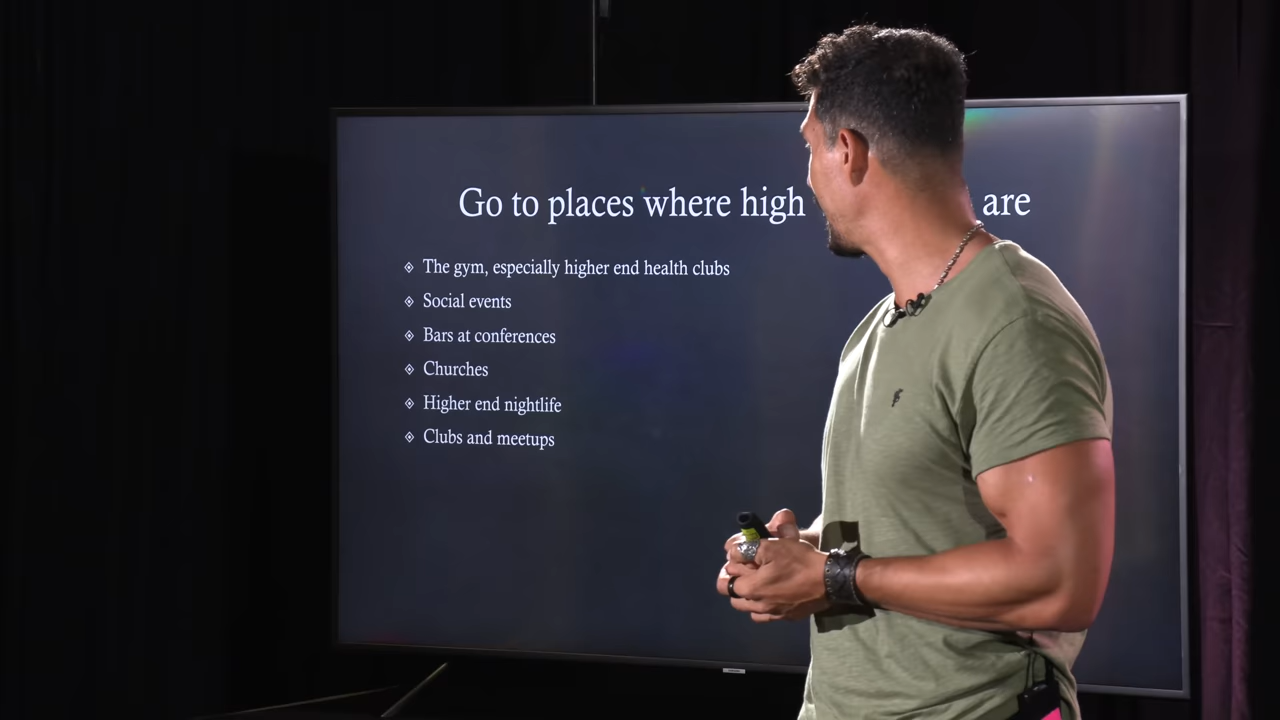 Go to places where high are
The gym, especially higher end health clubs
Social events
Bars at conferences
Churches
Higher end nightlife
Clubs and meetups